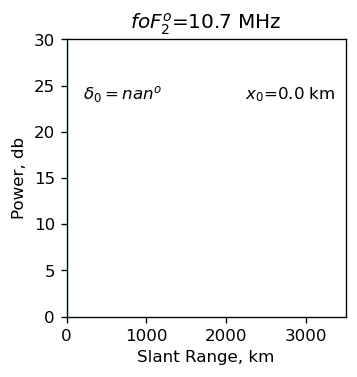 foF₂ᵒ=10.7 MHz
30
25
δ₀ = nanᵒ x₀=0.0 km
20
15
10
5
0
Power, db
0 1000 2000 3000
Slant Range, km